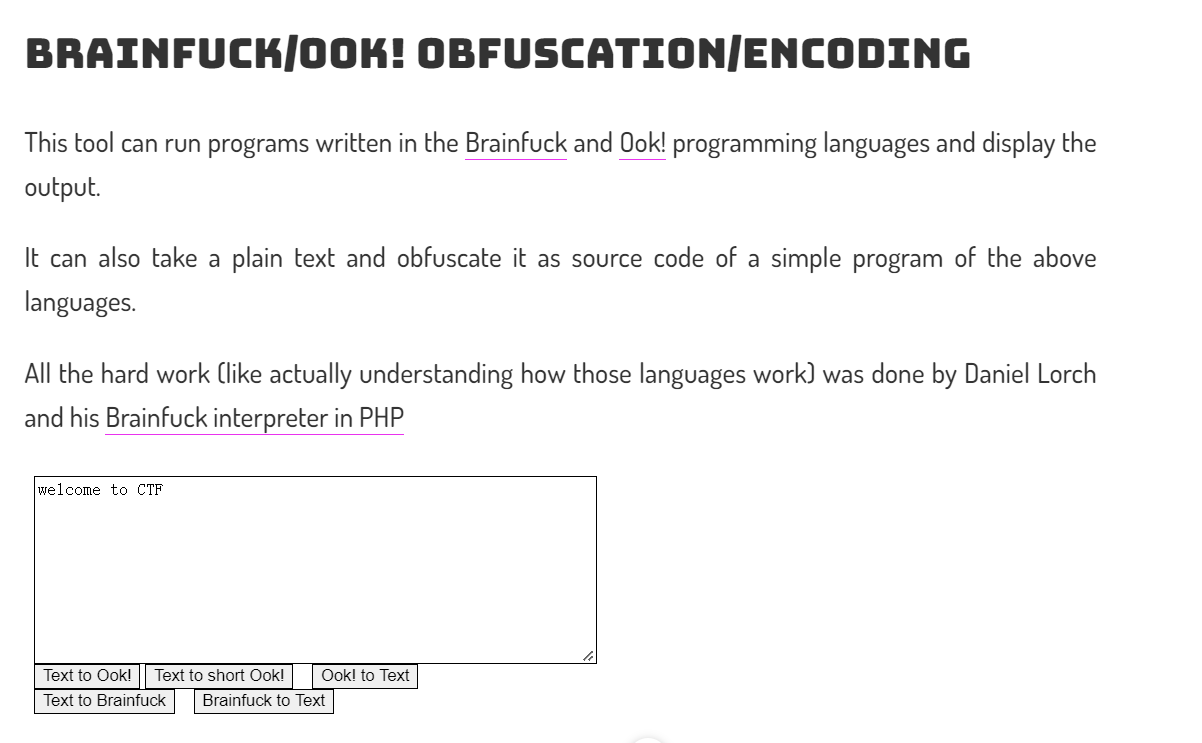 BRAINFUCK/OOK! OBFUSCATION/ENCODING
This tool can run programs written in the Brainfuck and Ook! programming languages and display the
output.
It can also take a plain text and obfuscate it as source code of a simple program of the above
languages.
All the hard work (like actually understanding how those languages work) was done by Daniel Lorch
and his Brainfuck interpreter in PHP
welcome to CTF
Text to Ook! Text to short Ook! Ook! to Text
Text to Brainfuck Brainfuck to Text